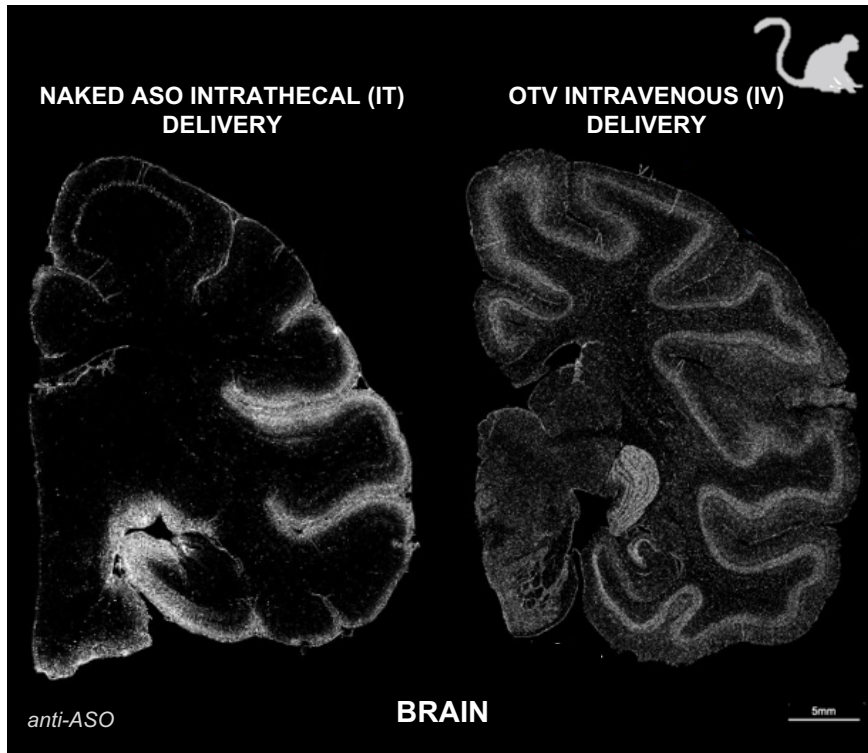 NAKED ASO INTRATHECAL (IT)
DELIVERY
OTV INTRAVENOUS (IV)
DELIVERY
anti-ASO
BRAIN
5mm